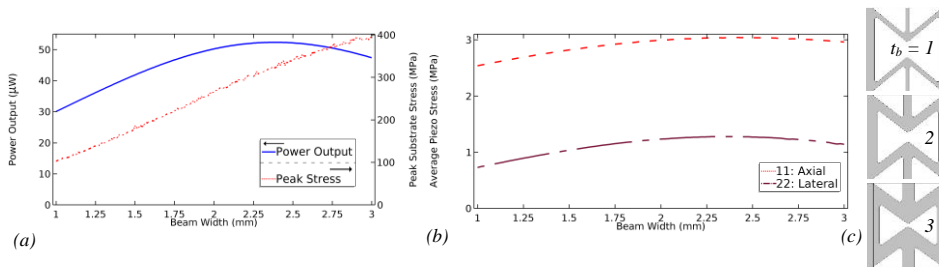 Power Output (µW)
50
40
30
20
10
0
1
1.25
1.5
1.75
2
2.25
2.5
2.75
3
Beam Width (mm)
400
300
200
100
0
Peak Substrate Stress (MPa)
Power Output
Peak Stress
(a)
Average Piezo Stress (MPa)
3
2
1
0
1
1.25
1.5
1.75
2
2.25
2.5
2.75
3
Beam Width (mm)
11: Axial
22: Lateral
(b)
t_b = 1
2
3
(c)